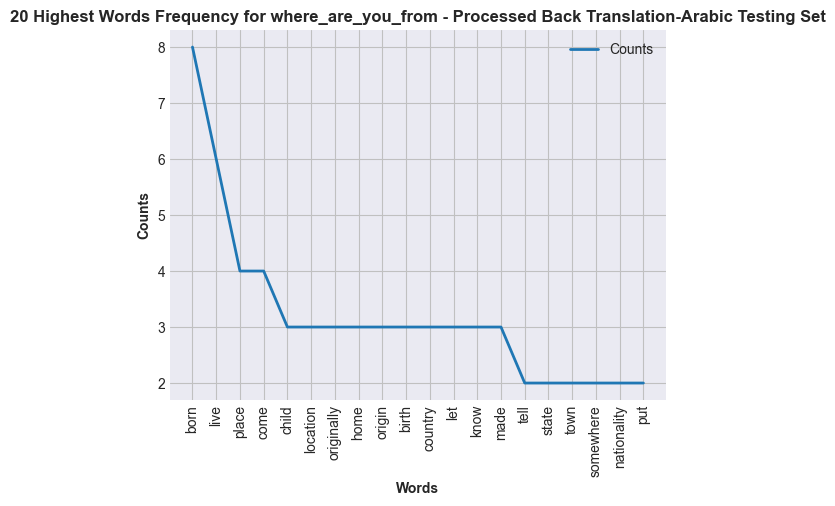 20 Highest Words Frequency for where_are_you_from - Processed Back Translation-Arabic Testing Set
Counts
8
7
6
5
4
3
2
Counts
born
live
place
come
child
location
originally
home
origin
birth
country
let
know
made
tell
state
town
somewhere
nationality
put
Words